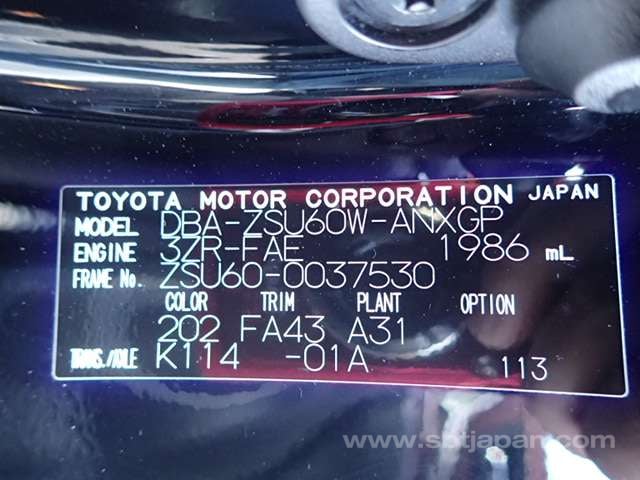 TOYOTA MOTOR CORPORATION JAPAN
MODEL DBA-ZSU60W-ANXGP
ENGINE 3ZR-FAE 1986 mL
FRAME No. ZSU60-0037530
COLOR TRIM PLANT OPTION
202 FA43 A31
TRANS./AXLE K114 -01A 113
www.sbtjapan.com